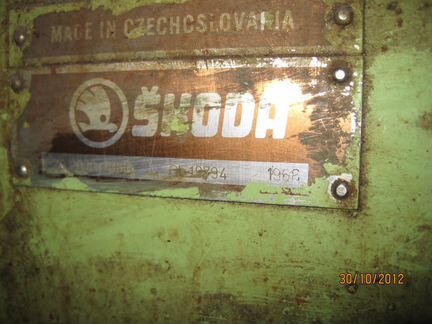 MADE IN CZECHOSLOVAKIA
ŠKODA
1968
30/10/2012